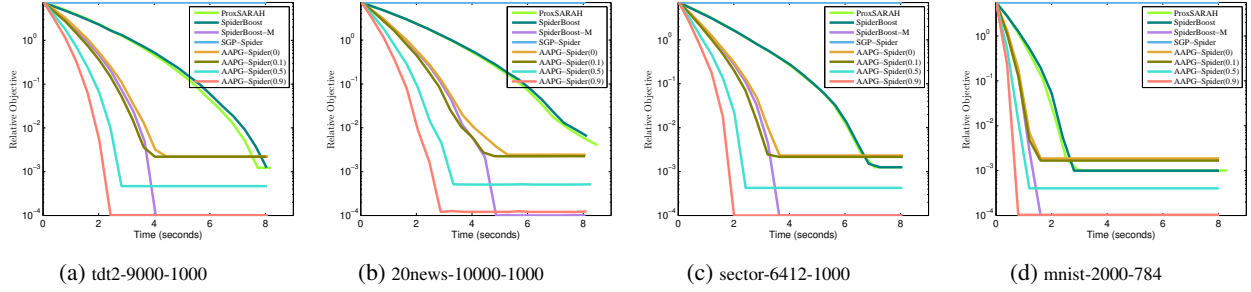 ProxSARAH
SpiderBoost
SpiderBoost−M
SGP−Spider
AAPG−Spider(0)
AAPG−Spider(0.1)
AAPG−Spider(0.5)
AAPG−Spider(0.9)
Relative Objective
10^0
10^−1
10^−2
10^−3
10^−4
0 2 4 6 8
Time (seconds)
(a) tdt2-9000-1000
ProxSARAH
SpiderBoost
SpiderBoost−M
SGP−Spider
AAPG−Spider(0)
AAPG−Spider(0.1)
AAPG−Spider(0.5)
AAPG−Spider(0.9)
Relative Objective
10^0
10^−1
10^−2
10^−3
10^−4
0 2 4 6 8
Time (seconds)
(b) 20news-10000-1000
ProxSARAH
SpiderBoost
SpiderBoost−M
SGP−Spider
AAPG−Spider(0)
AAPG−Spider(0.1)
AAPG−Spider(0.5)
AAPG−Spider(0.9)
Relative Objective
10^0
10^−1
10^−2
10^−3
10^−4
0 2 4 6 8
Time (seconds)
(c) sector-6412-1000
ProxSARAH
SpiderBoost
SpiderBoost−M
SGP−Spider
AAPG−Spider(0)
AAPG−Spider(0.1)
AAPG−Spider(0.5)
AAPG−Spider(0.9)
Relative Objective
10^0
10^−1
10^−2
10^−3
10^−4
0 2 4 6 8
Time (seconds)
(d) mnist-2000-784